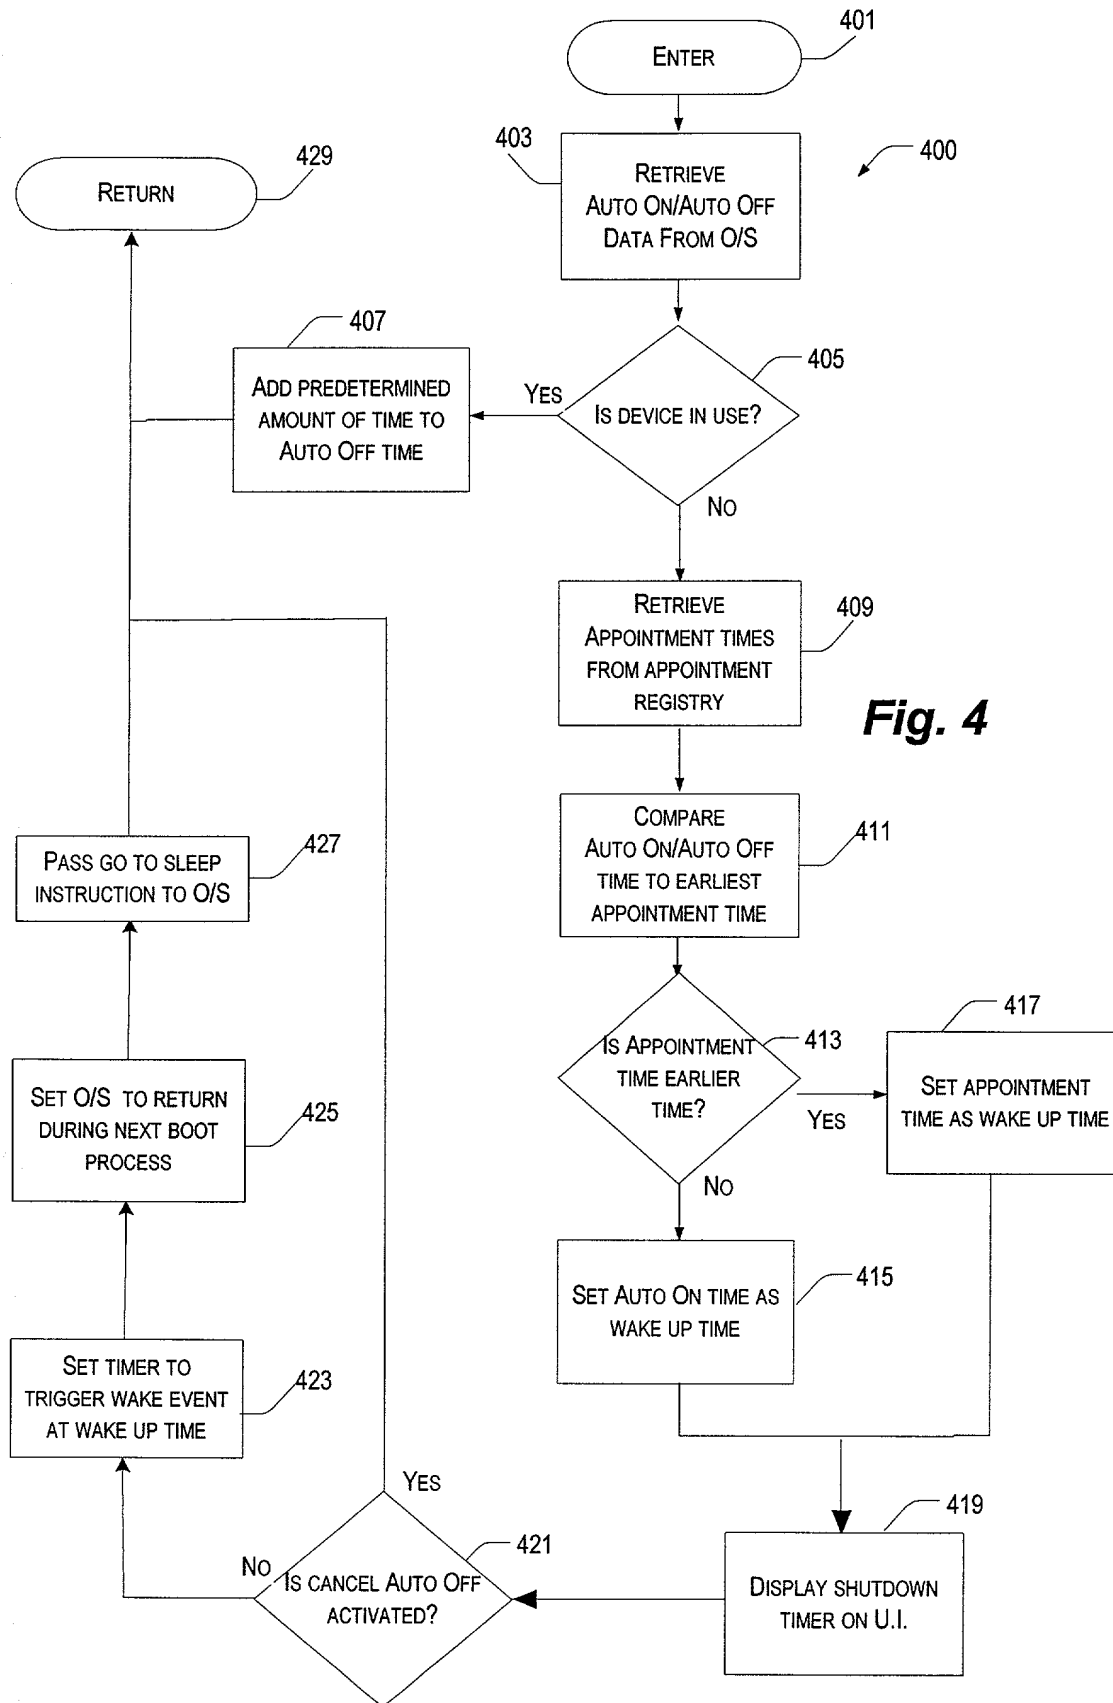 ENTER
401
403
RETRIEVE
AUTO ON/AUTO OFF
DATA FROM O/S
400
RETURN
429
407
ADD PREDETERMINED
AMOUNT OF TIME TO
AUTO OFF TIME
YES
IS DEVICE IN USE?
405
NO
RETRIEVE
APPOINTMENT TIMES
FROM APPOINTMENT
REGISTRY
409
Fig. 4
COMPARE
AUTO ON/AUTO OFF
TIME TO EARLIEST
APPOINTMENT TIME
411
PASS GO TO SLEEP
INSTRUCTION TO O/S
427
IS APPOINTMENT
TIME EARLIER
TIME?
413
YES
417
SET APPOINTMENT
TIME AS WAKE UP TIME
NO
SET O/S TO RETURN
DURING NEXT BOOT
PROCESS
425
SET AUTO ON TIME AS
WAKE UP TIME
415
SET TIMER TO
TRIGGER WAKE EVENT
AT WAKE UP TIME
423
YES
NO
IS CANCEL AUTO OFF
ACTIVATED?
421
419
DISPLAY SHUTDOWN
TIMER ON U.I.